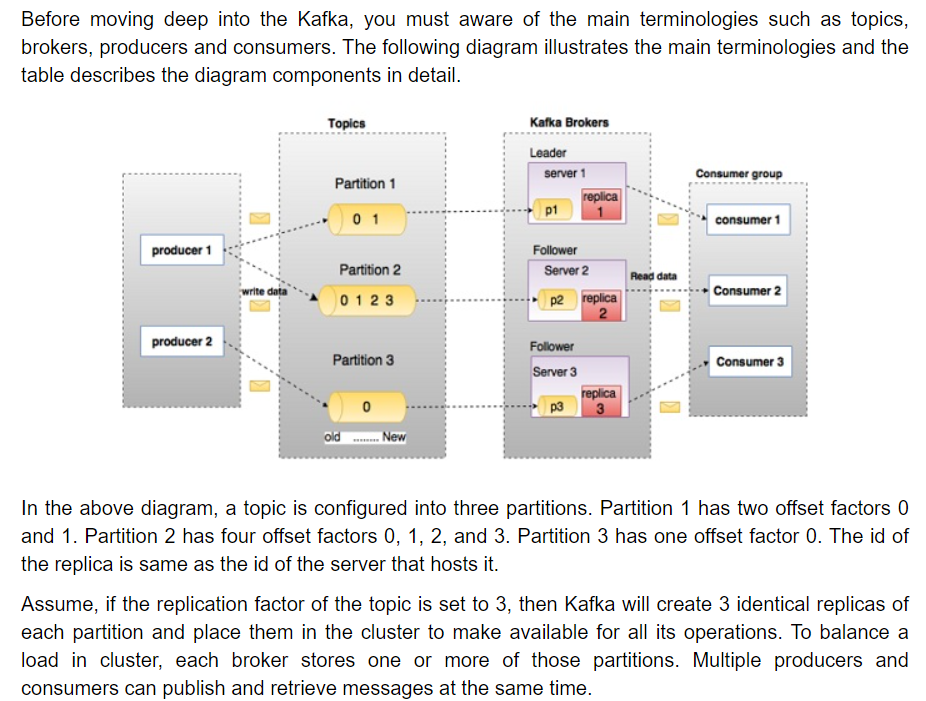 Before moving deep into the Kafka, you must aware of the main terminologies such as topics,
brokers, producers and consumers. The following diagram illustrates the main terminologies and the
table describes the diagram components in detail.
Topics
Kafka Brokers
Leader
Consumer group
Partition 1
server 1
replica
1
0 1
p1
consumer 1
producer 1
Follower
Partition 2
Server 2
Read data
write data
0 1 2 3
p2
replica
2
Consumer 2
producer 2
Follower
Partition 3
Server 3
Consumer 3
replica
3
0
p3
old ......... New
In the above diagram, a topic is configured into three partitions. Partition 1 has two offset factors 0
and 1. Partition 2 has four offset factors 0, 1, 2, and 3. Partition 3 has one offset factor 0. The id of
the replica is same as the id of the server that hosts it.
Assume, if the replication factor of the topic is set to 3, then Kafka will create 3 identical replicas of
each partition and place them in the cluster to make available for all its operations. To balance a
load in cluster, each broker stores one or more of those partitions. Multiple producers and
consumers can publish and retrieve messages at the same time.